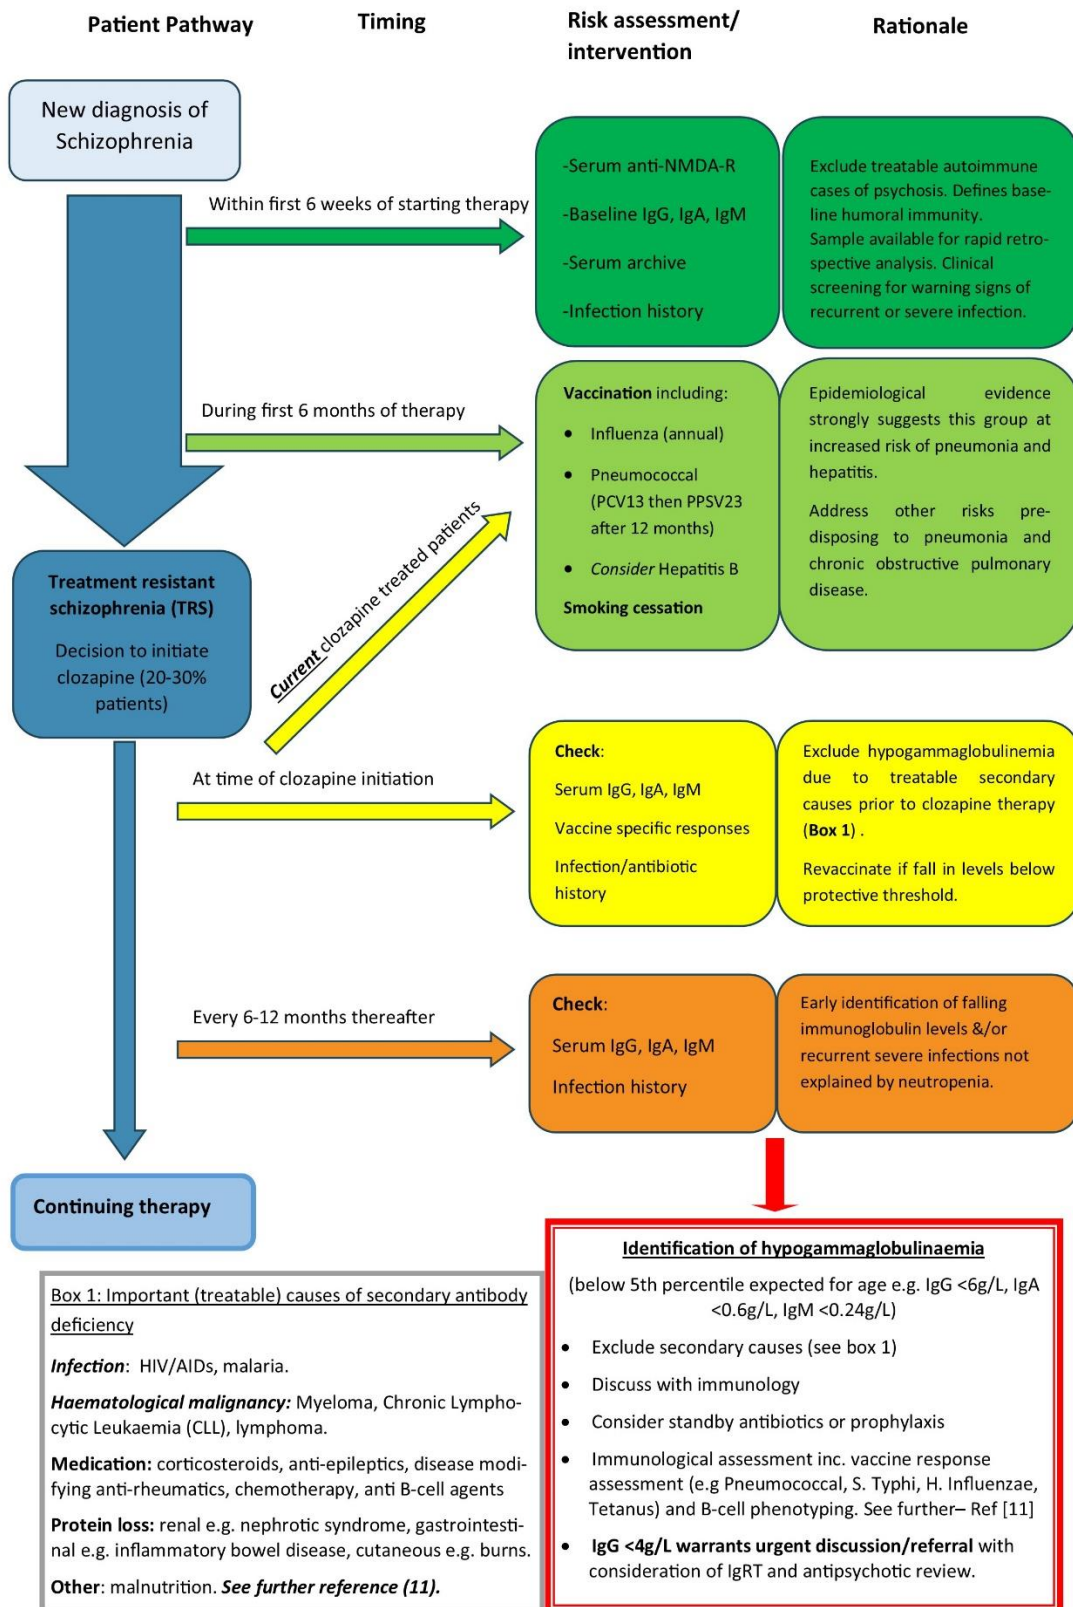 Patient Pathway
Timing
Risk assessment/
intervention
Rationale
New diagnosis of
Schizophrenia
Within first 6 weeks of starting therapy
-Serum anti-NMDA-R
-Baseline IgG, IgA, IgM
-Serum archive
-Infection history
Exclude treatable autoimmune
cases of psychosis. Defines base-
line humoral immunity.
Sample available for rapid retro-
spective analysis. Clinical
screening for warning signs of
recurrent or severe infection.
During first 6 months of therapy
Vaccination including:
• Influenza (annual)
• Pneumococcal
(PCV13 then PPSV23
after 12 months)
• Consider Hepatitis B
Smoking cessation
Epidemiological evidence
strongly suggests this group at
increased risk of pneumonia and
hepatitis.
Address other risks pre-
disposing to pneumonia and
chronic obstructive pulmonary
disease.
Current clozapine treated patients
Treatment resistant
schizophrenia (TRS)
Decision to initiate
clozapine (20-30%
patients)
At time of clozapine initiation
Check:
Serum IgG, IgA, IgM
Vaccine specific responses
Infection/antibiotic
history
Exclude hypogammaglobulinemia
due to treatable secondary
causes prior to clozapine therapy
(Box 1) .
Revaccinate if fall in levels below
protective threshold.
Every 6-12 months thereafter
Check:
Serum IgG, IgA, IgM
Infection history
Early identification of falling
immunoglobulin levels &/or
recurrent severe infections not
explained by neutropenia.
Continuing therapy
Identification of hypogammaglobulinaemia
(below 5th percentile expected for age e.g. IgG <6g/L, IgA
<0.6g/L, IgM <0.24g/L)
• Exclude secondary causes (see box 1)
• Discuss with immunology
• Consider standby antibiotics or prophylaxis
• Immunological assessment inc. vaccine response
assessment (e.g Pneumococcal, S. Typhi, H. Influenzae,
Tetanus) and B-cell phenotyping. See further– Ref [11]
• IgG <4g/L warrants urgent discussion/referral with
consideration of IgRT and antipsychotic review.
Box 1: Important (treatable) causes of secondary antibody
deficiency
Infection: HIV/AIDs, malaria.
Haematological malignancy: Myeloma, Chronic Lympho-
cytic Leukaemia (CLL), lymphoma.
Medication: corticosteroids, anti-epileptics, disease modi-
fying anti-rheumatics, chemotherapy, anti B-cell agents
Protein loss: renal e.g. nephrotic syndrome, gastrointesti-
nal e.g. inflammatory bowel disease, cutaneous e.g. burns.
Other: malnutrition. See further reference (11).